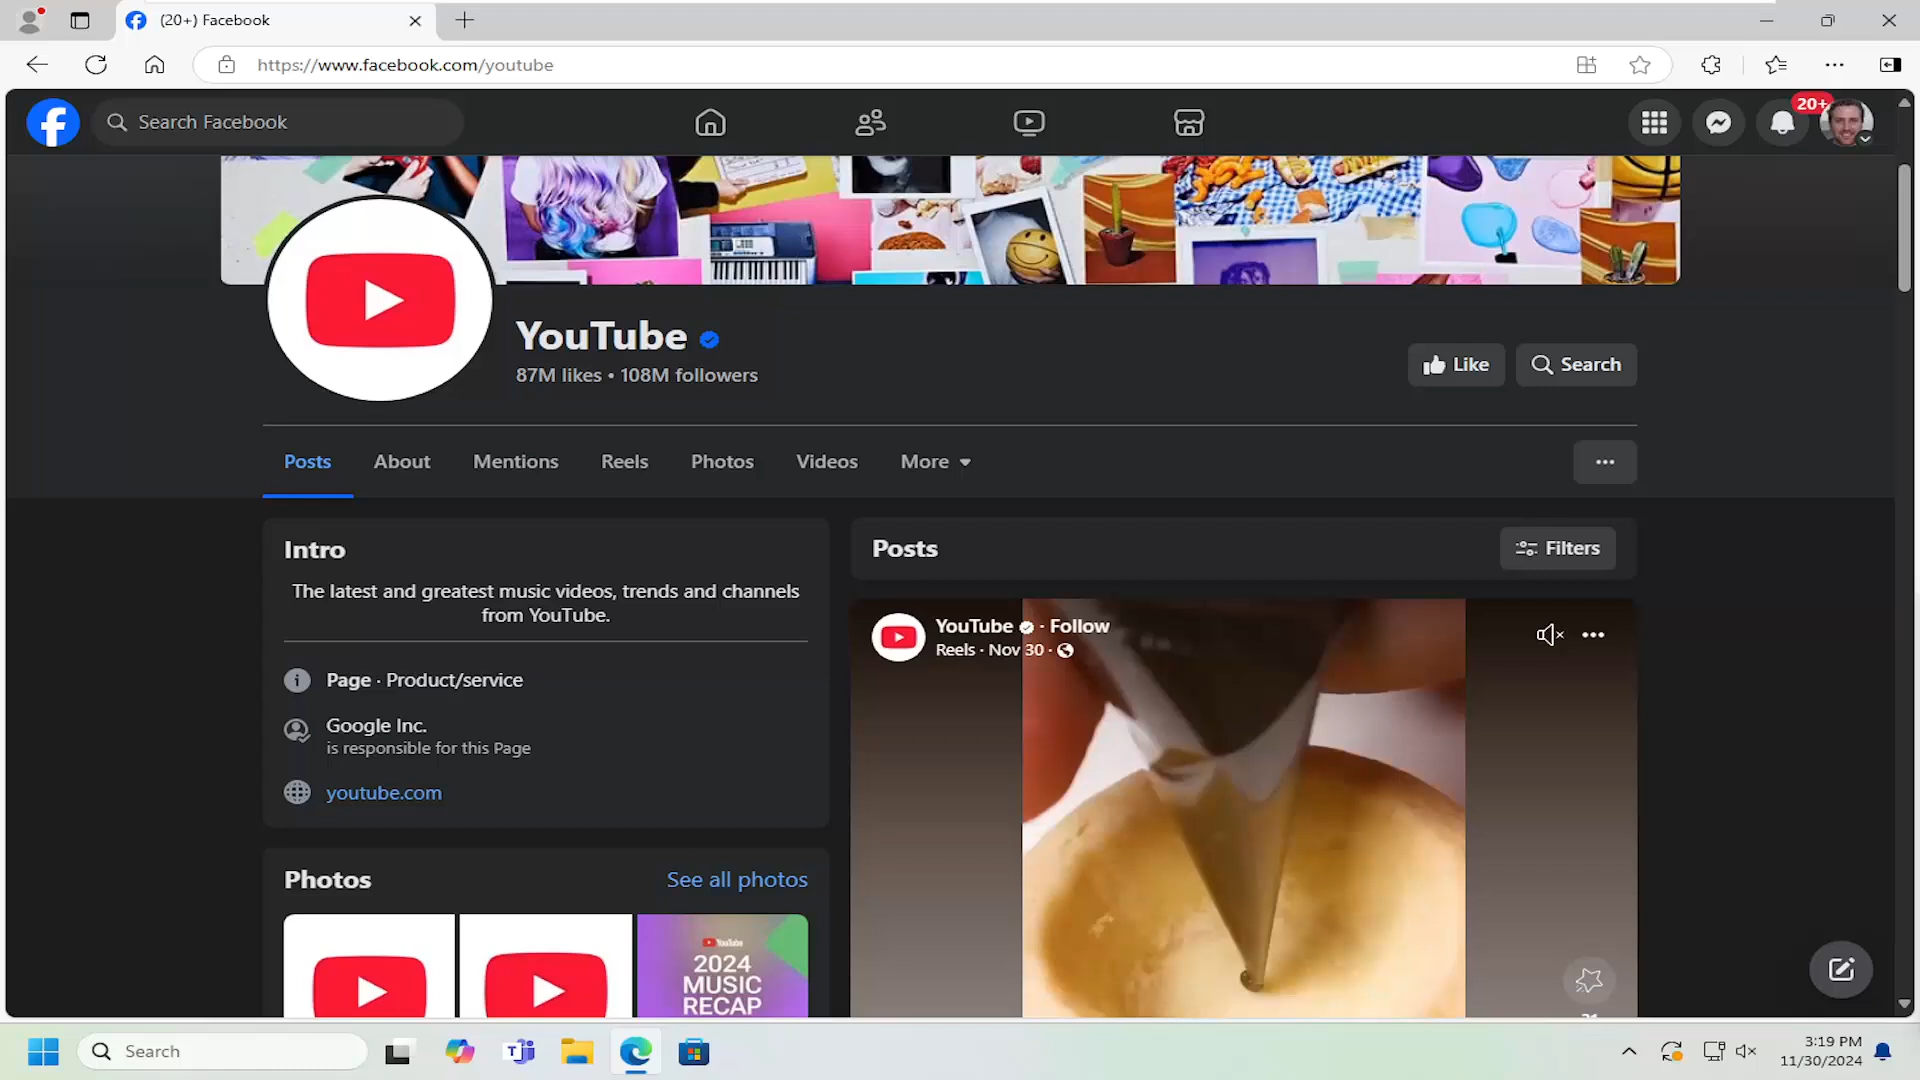 (20+) Facebook
https://www.facebook.com/youtube
Search Facebook
20+
YouTube
87M likes • 108M followers
Like
Search
Posts
About
Mentions
Reels
Photos
Videos
More
Intro
The latest and greatest music videos, trends and channels
from YouTube.
Page · Product/service
Google Inc.
is responsible for this Page
youtube.com
Photos
See all photos
YouTube
2024
MUSIC
RECAP
Posts
Filters
YouTube · Follow
Reels · Nov 30 ·
Search
3:19 PM
11/30/2024